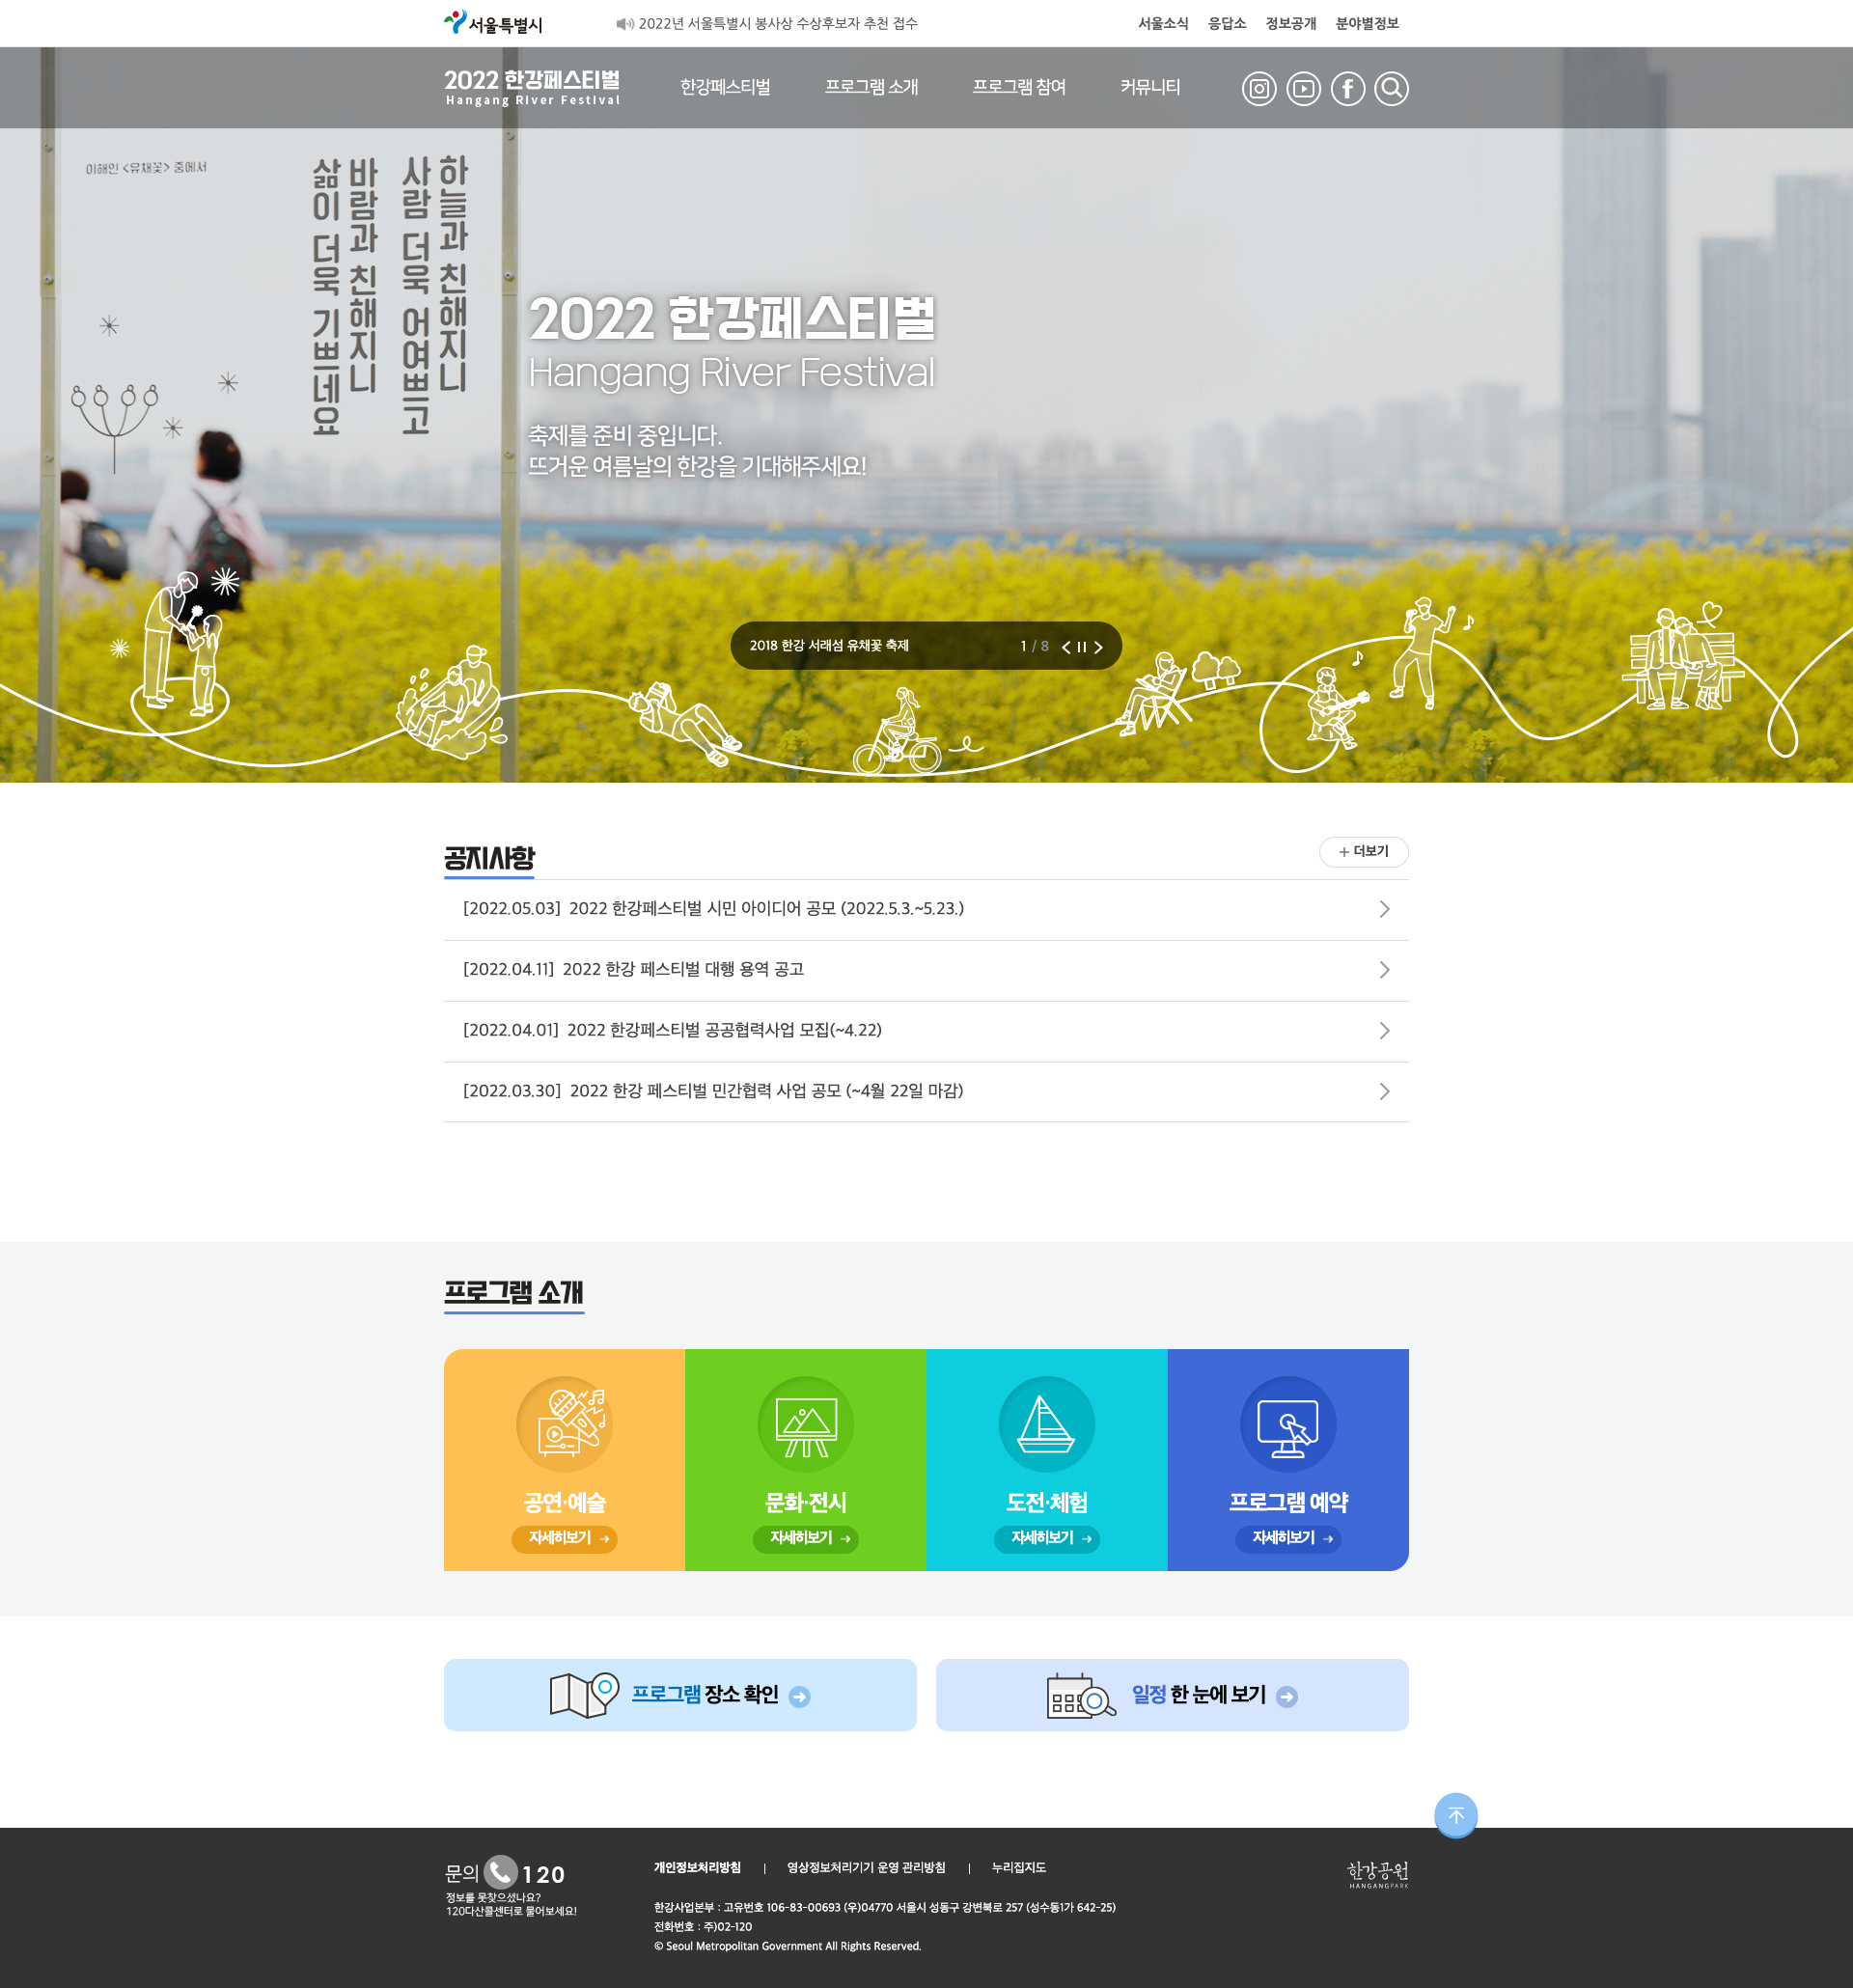 서울특별시
2022년 서울특별시 봉사상 수상후보자 추천 접수
서울소식 응답소 정보공개 분야별정보
2022 한강페스티벌
Hangang River Festival
한강페스티벌 프로그램 소개 프로그램 참여 커뮤니티
이해인 <유채꽃> 중에서
하늘과 친해지니
사람 더욱 어여쁘고
바람과 친해지니
삶이 더욱 기쁘네요
2022 한강페스티벌
Hangang River Festival
축제를 준비 중입니다.
뜨거운 여름날의 한강을 기대해주세요!
2018 한강 서래섬 유채꽃 축제 1 / 8
공지사항
+ 더보기
[2022.05.03] 2022 한강페스티벌 시민 아이디어 공모 (2022.5.3.~5.23.)
[2022.04.11] 2022 한강 페스티벌 대행 용역 공고
[2022.04.01] 2022 한강페스티벌 공공협력사업 모집(~4.22)
[2022.03.30] 2022 한강 페스티벌 민간협력 사업 공모 (~4월 22일 마감)
프로그램 소개
공연·예술
자세히보기 →
문화·전시
자세히보기 →
도전·체험
자세히보기 →
프로그램 예약
자세히보기 →
프로그램 장소 확인
일정 한 눈에 보기
문의 120
정보를 못찾으셨나요?
120다산콜센터로 물어보세요!
개인정보처리방침 | 영상정보처리기기 운영 관리방침 | 누리집지도
한강사업본부 : 고유번호 106-83-00693 (우)04770 서울시 성동구 강변북로 257 (성수동1가 642-25)
전화번호 : 주)02-120
© Seoul Metropolitan Government All Rights Reserved.
한강공원
HANGANGPARK